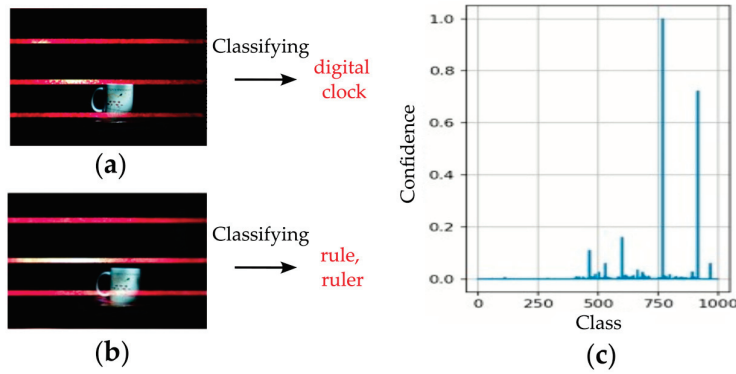 Classifying
digital
clock
(a)
Classifying
rule,
ruler
(b)
1.0
0.8
0.6
0.4
0.2
0.0
Confidence
0
250
500
750
1000
Class
(c)